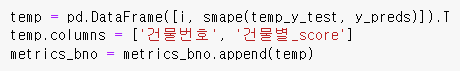 temp = pd.DataFrame([i, smape(temp_y_test, y_preds)]).T
temp.columns = ['건물번호', '건물별_score']
metrics_bno = metrics_bno.append(temp)